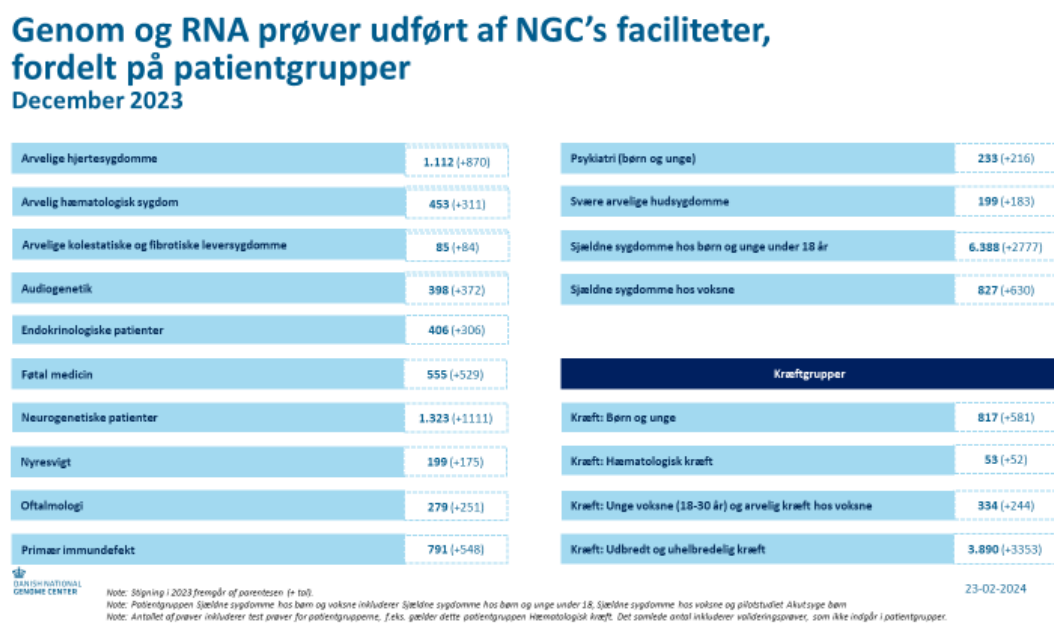 Genom og RNA prøver udført af NGC's faciliteter,
fordelt på patientgrupper
December 2023
Arvelige hjertesygdomme 1.112 (+870)
Arvelig hæmatologisk sygdom 453 (+311)
Arvelige kolestatiske og fibrotiske leversygdomme 85 (+84)
Audiogenetik 398 (+372)
Endokrinologiske patienter 406 (+306)
Føtal medicin 555 (+529)
Neurogenetiske patienter 1.323 (+1111)
Nyresvigt 199 (+175)
Oftalmologi 279 (+251)
Primær immundefekt 791 (+548)
Psykiatri (børn og unge) 233 (+216)
Svære arvelige hudsygdomme 199 (+183)
Sjældne sygdomme hos børn og unge under 18 år 6.388 (+2777)
Sjældne sygdomme hos voksne 827 (+630)
Kræftgrupper
Kræft: Børn og unge 817 (+581)
Kræft: Hæmatologisk kræft 53 (+52)
Kræft: Unge voksne (18-30 år) og arvelig kræft hos voksne 334 (+244)
Kræft: Udbredt og uhelbredelig kræft 3.890 (+3353)
DANISH NATIONAL
GENOME CENTER
Note: Stigning i 2023 fremgår af parentesen (+ tal).
Note: Patientgruppen Sjældne sygdomme hos børn og voksne inkluderer Sjældne sygdomme hos børn og unge under 18, Sjældne sygdomme hos voksne og pilotstudiet Akut syge børn
Note: Antallet af prøver inkluderer test prøver for patientgrupperne, f.eks. gælder dette patientgruppen Hæmatologisk kræft. Det samlede antal inkluderer valideringsprøver, som ikke indgår i patientgrupper.
23-02-2024